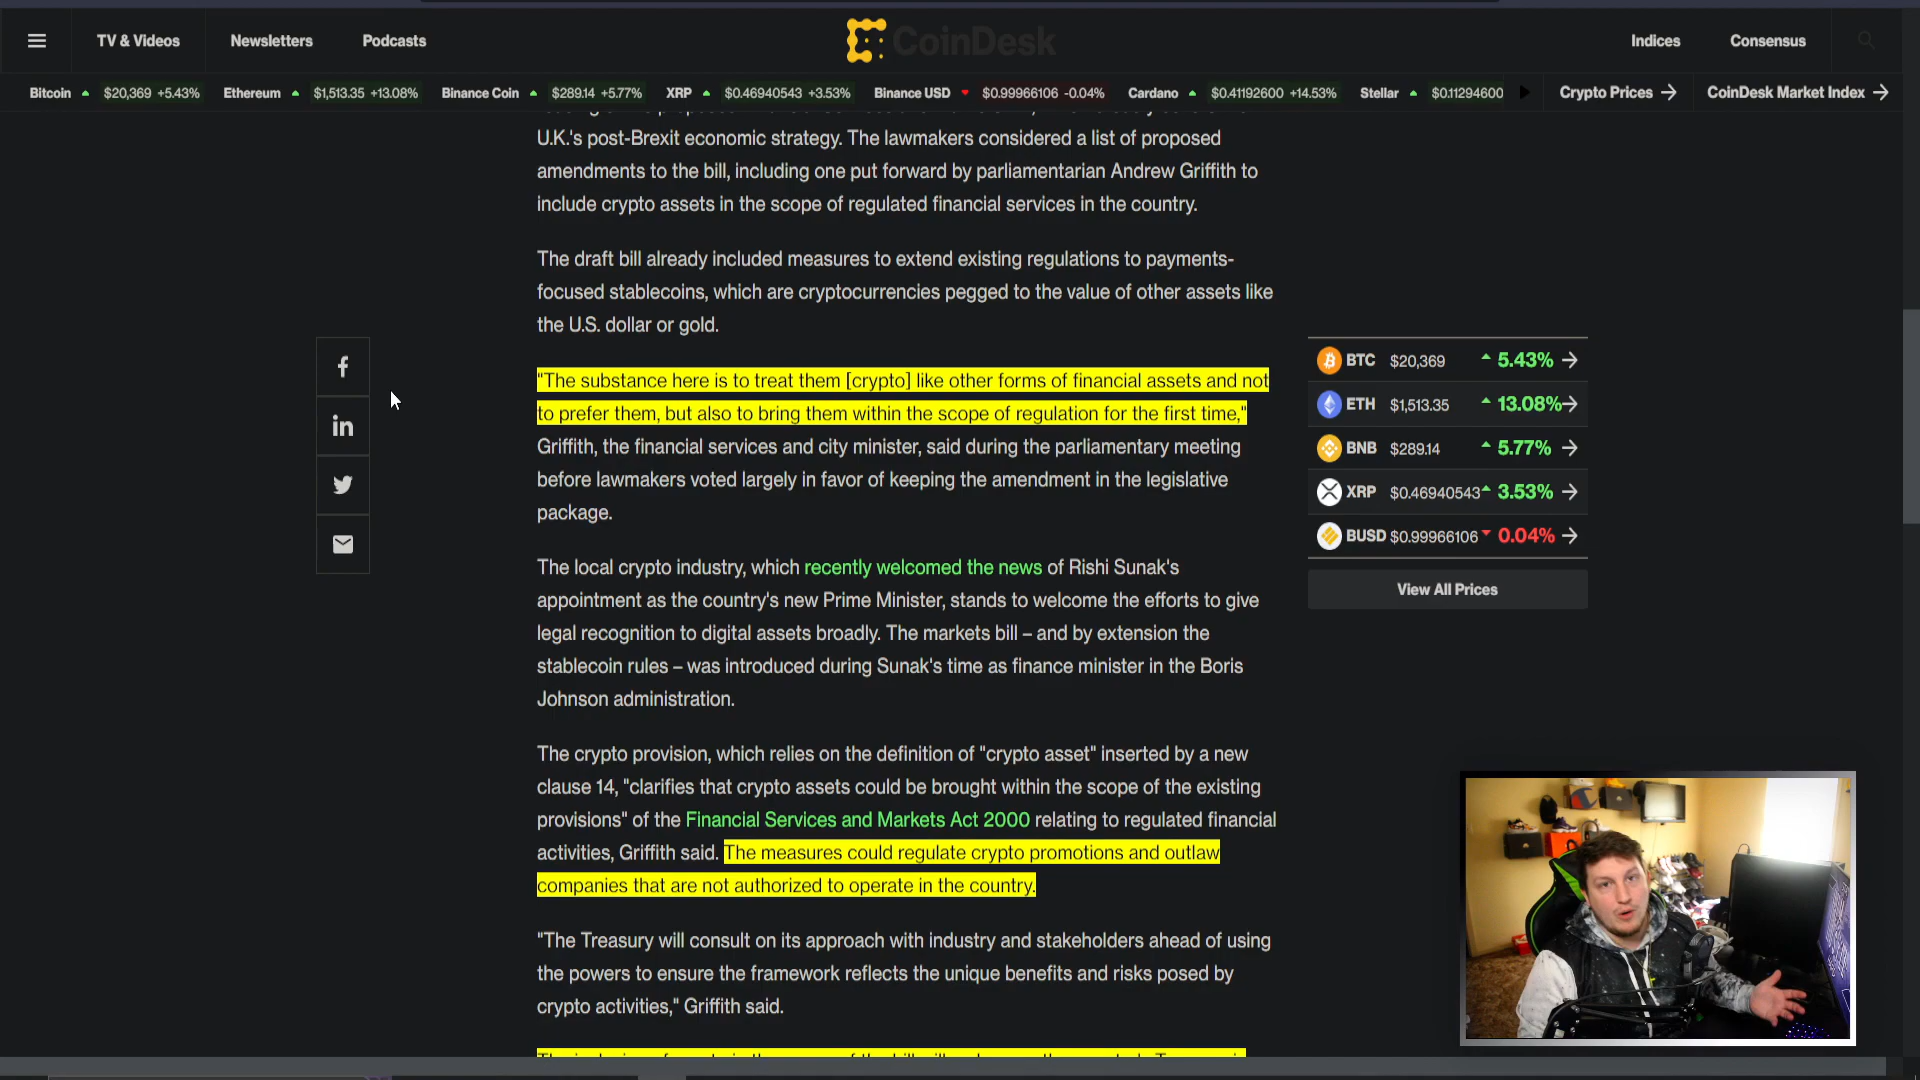 TV & Videos
Newsletters
Podcasts
CoinDesk
Indices
Consensus
Bitcoin $20,369 +5.43% Ethereum $1,513.35 +13.08% Binance Coin $289.14 +5.77% XRP $0.46940543 +3.53% Binance USD $0.99966106 -0.04% Cardano $0.41192600 +14.53% Stellar $0.11294600
Crypto Prices →
CoinDesk Market Index →
U.K.'s post-Brexit economic strategy. The lawmakers considered a list of proposed
amendments to the bill, including one put forward by parliamentarian Andrew Griffith to
include crypto assets in the scope of regulated financial services in the country.
The draft bill already included measures to extend existing regulations to payments-
focused stablecoins, which are cryptocurrencies pegged to the value of other assets like
the U.S. dollar or gold.
"The substance here is to treat them [crypto] like other forms of financial assets and not
to prefer them, but also to bring them within the scope of regulation for the first time,"
Griffith, the financial services and city minister, said during the parliamentary meeting
before lawmakers voted largely in favor of keeping the amendment in the legislative
package.
The local crypto industry, which recently welcomed the news of Rishi Sunak's
appointment as the country's new Prime Minister, stands to welcome the efforts to give
legal recognition to digital assets broadly. The markets bill – and by extension the
stablecoin rules – was introduced during Sunak's time as finance minister in the Boris
Johnson administration.
The crypto provision, which relies on the definition of "crypto asset" inserted by a new
clause 14, "clarifies that crypto assets could be brought within the scope of the existing
provisions" of the Financial Services and Markets Act 2000 relating to regulated financial
activities, Griffith said. The measures could regulate crypto promotions and outlaw
companies that are not authorized to operate in the country.
"The Treasury will consult on its approach with industry and stakeholders ahead of using
the powers to ensure the framework reflects the unique benefits and risks posed by
crypto activities," Griffith said.
BTC $20,369 5.43% →
ETH $1,513.35 13.08% →
BNB $289.14 5.77% →
XRP $0.46940543 3.53% →
BUSD $0.99966106 0.04% →
View All Prices